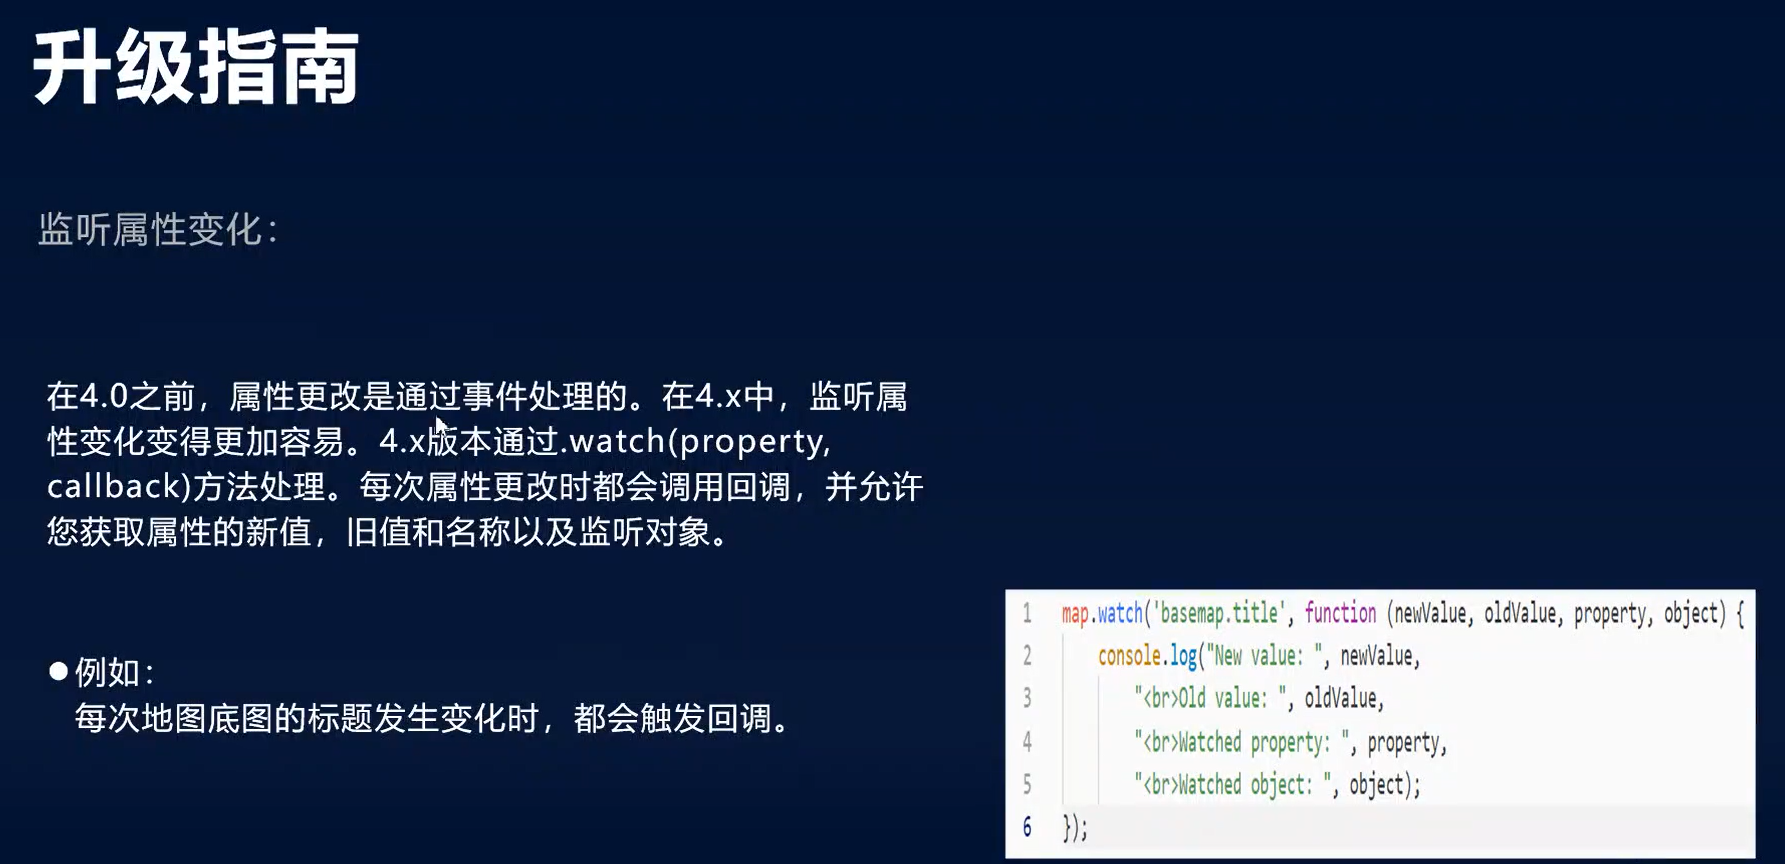 升级指南
监听属性变化：
在4.0之前，属性更改是通过事件处理的。在4.x中，监听属
性变化变得更加容易。4.x版本通过.watch(property,
callback)方法处理。每次属性更改时都会调用回调，并允许
您获取属性的新值，旧值和名称以及监听对象。
●例如：
每次地图底图的标题发生变化时，都会触发回调。
1 map.watch('basemap.title', function (newValue, oldValue, property, object) {
2 console.log("New value: ", newValue,
3 "<br>Old value: ", oldValue,
4 "<br>Watched property: ", property,
5 "<br>Watched object: ", object);
6 });